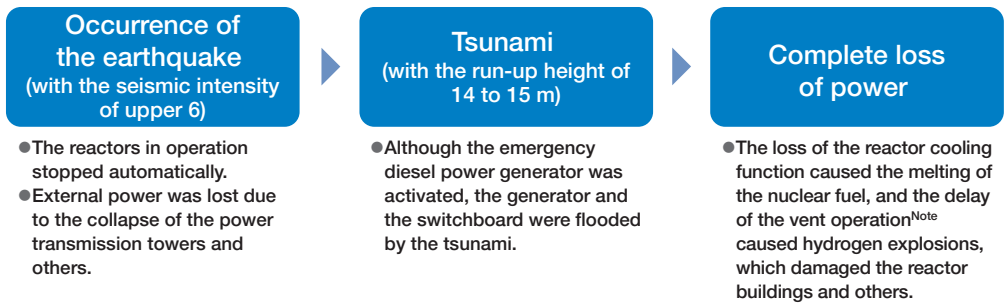 Occurrence of
the earthquake
(with the seismic intensity
of upper 6)
●The reactors in operation
stopped automatically.
●External power was lost due
to the collapse of the power
transmission towers and
others.
Tsunami
(with the run-up height of
14 to 15 m)
●Although the emergency
diesel power generator was
activated, the generator and
the switchboard were flooded
by the tsunami.
Complete loss
of power
●The loss of the reactor cooling
function caused the melting of
the nuclear fuel, and the delay
of the vent operationNote
caused hydrogen explosions,
which damaged the reactor
buildings and others.